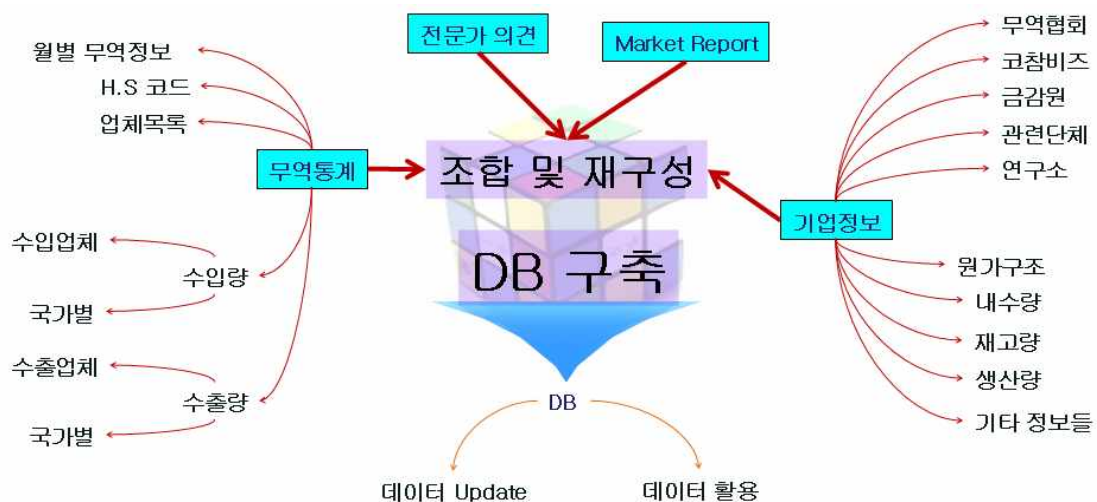 전문가 의견
Market Report
월별 무역정보
H.S 코드
업체목록
무역통계
수입업체
수입량
국가별
수출업체
수출량
국가별
조합 및 재구성
DB 구축
DB
데이터 Update
데이터 활용
무역협회
코참비즈
금감원
관련단체
연구소
기업정보
원가구조
내수량
재고량
생산량
기타 정보들